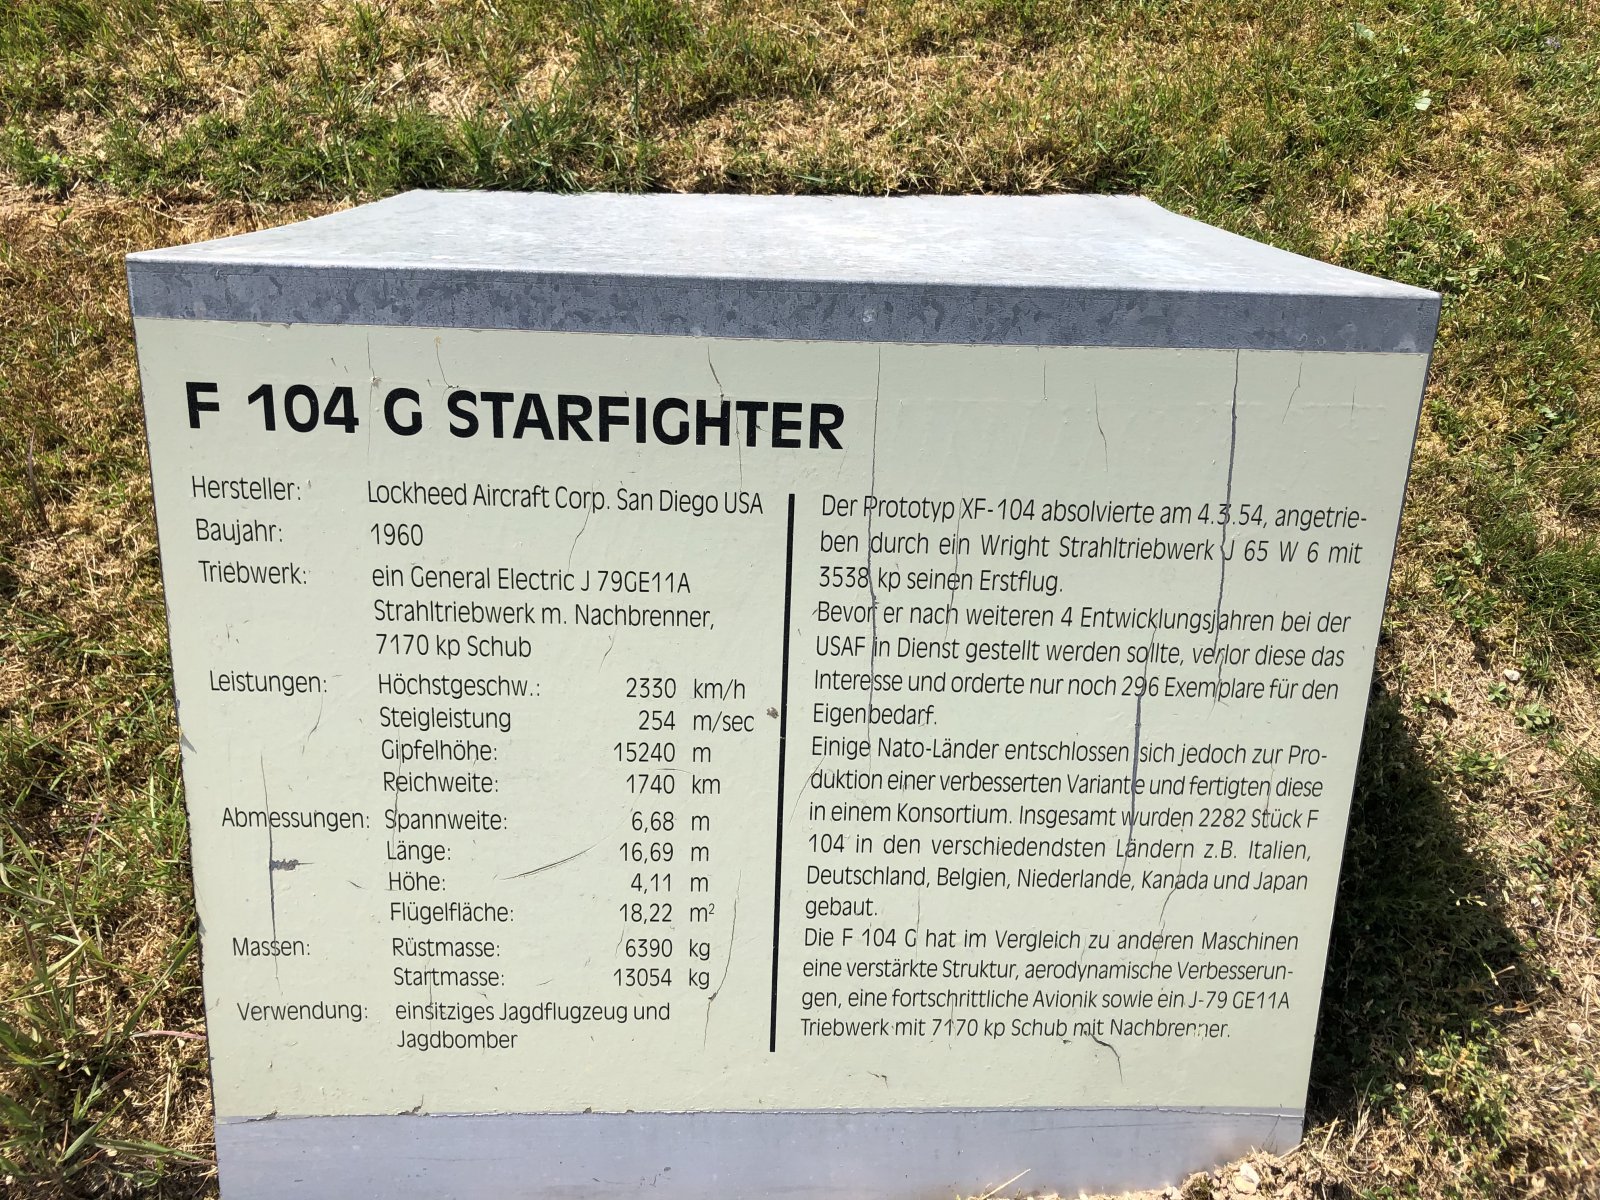 F 104 G STARFIGHTER
Hersteller: Lockheed Aircraft Corp. San Diego USA
Baujahr: 1960
Triebwerk: ein General Electric J 79GE11A
Strahltriebwerk m. Nachbrenner,
7170 kp Schub
Leistungen: Höchstgeschw.: 2330 km/h
Steigleistung 254 m/sec
Gipfelhöhe: 15240 m
Reichweite: 1740 km
Abmessungen: Spannweite: 6,68 m
Länge: 16,69 m
Höhe: 4,11 m
Flügelfläche: 18,22 m²
Massen: Rüstmasse: 6390 kg
Startmasse: 13054 kg
Verwendung: einsitziges Jagdflugzeug und
Jagdbomber
Der Prototyp XF-104 absolvierte am 4.3.54, angetrie-
ben durch ein Wright Strahltriebwerk J 65 W 6 mit
3538 kp seinen Erstflug.
Bevor er nach weiteren 4 Entwicklungsjahren bei der
USAF in Dienst gestellt werden sollte, verlor diese das
Interesse und orderte nur noch 296 Exemplare für den
Eigenbedarf.
Einige Nato-Länder entschlossen sich jedoch zur Pro-
duktion einer verbesserten Variante und fertigten diese
in einem Konsortium. Insgesamt wurden 2282 Stück F
104 in den verschiedendsten Ländern z.B. Italien,
Deutschland, Belgien, Niederlande, Kanada und Japan
gebaut.
Die F 104 G hat im Vergleich zu anderen Maschinen
eine verstärkte Struktur, aerodynamische Verbesserun-
gen, eine fortschrittliche Avionik sowie ein J-79 GE11A
Triebwerk mit 7170 kp Schub mit Nachbrenner.